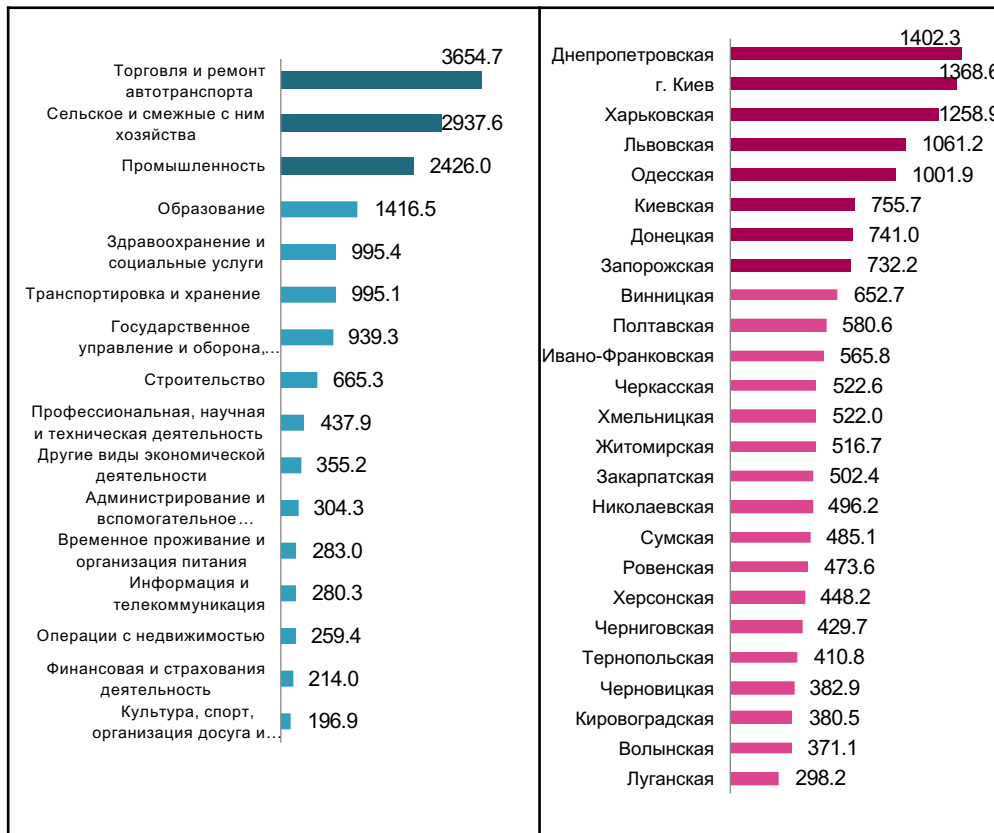 3654.7
Торговля и ремонт
автотранспорта
Сельское и смежные с ним
хозяйства
2937.6
Промышленность
2426.0
Образование
1416.5
Здравоохранение и
социальные услуги
995.4
Транспортировка и хранение
995.1
Государственное
управление и оборона,…
939.3
Строительство
665.3
Профессиональная, научная
и техническая деятельность
437.9
Другие виды экономической
деятельности
355.2
Администрирование и
вспомогательное…
304.3
Временное проживание и
организация питания
283.0
Информация и
телекоммуникация
280.3
Операции с недвижимостью
259.4
Финансовая и страхования
деятельность
214.0
Культура, спорт,
организация досуга и…
196.9
Днепропетровская
1402.3
г. Киев
1368.6
Харьковская
1258.9
Львовская
1061.2
Одесская
1001.9
Киевская
755.7
Донецкая
741.0
Запорожская
732.2
Винницкая
652.7
Полтавская
580.6
Ивано-Франковская
565.8
Черкасская
522.6
Хмельницкая
522.0
Житомирская
516.7
Закарпатская
502.4
Николаевская
496.2
Сумская
485.1
Ровенская
473.6
Херсонская
448.2
Черниговская
429.7
Тернопольская
410.8
Черновицкая
382.9
Кировоградская
380.5
Волынская
371.1
Луганская
298.2